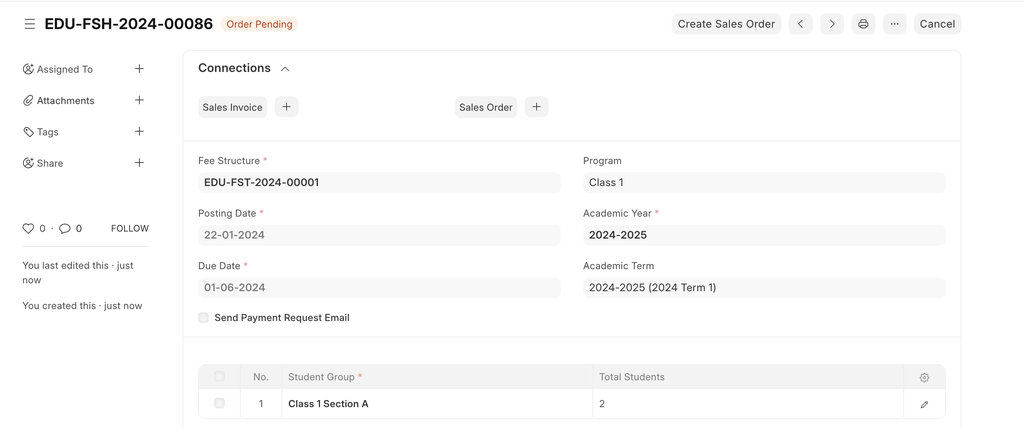 EDU-FSH-2024-00086 Order Pending Create Sales Order ... Cancel
Assigned To +
Attachments +
Tags +
Share +
0 · 0 FOLLOW
You last edited this · just
now
You created this · just now
Connections
Sales Invoice + Sales Order +
Fee Structure * Program
EDU-FST-2024-00001 Class 1
Posting Date * Academic Year *
22-01-2024 2024-2025
Due Date * Academic Term
01-06-2024 2024-2025 (2024 Term 1)
Send Payment Request Email
No. Student Group * Total Students
1 Class 1 Section A 2